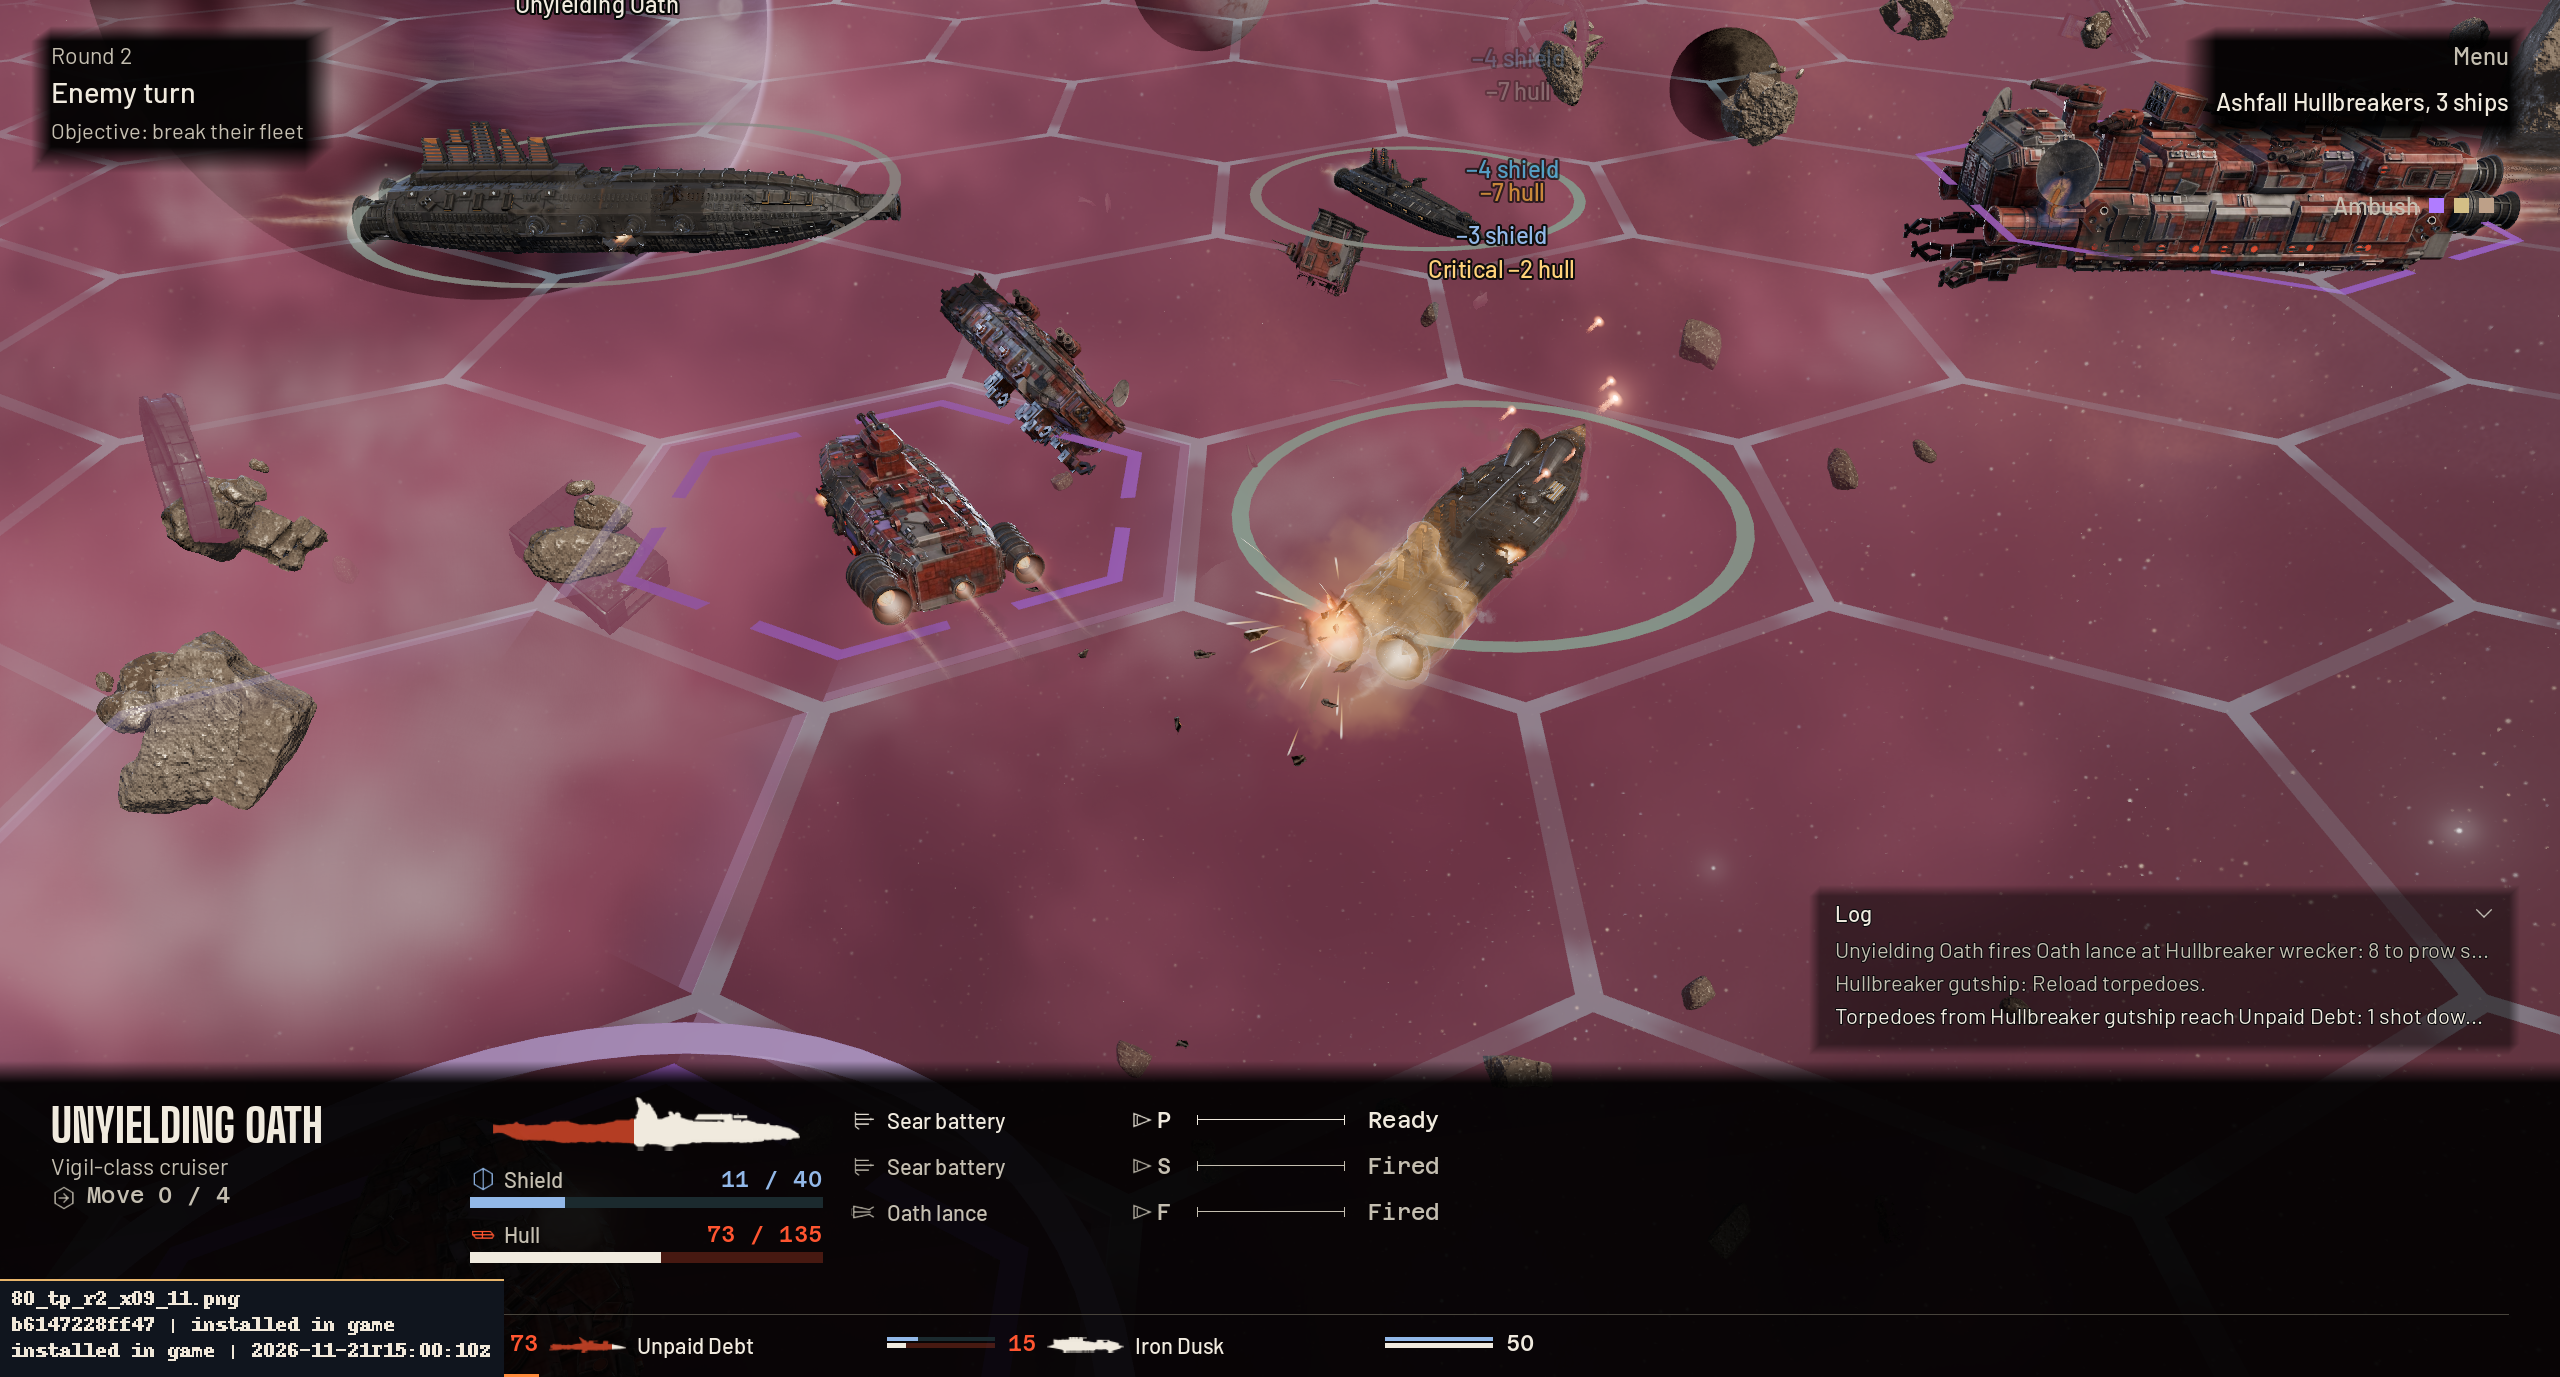 Unyielding Oath
Round 2
Enemy turn
Objective: break their fleet
Menu
Ashfall Hullbreakers, 3 ships
Ambush
-4 shield
-7 hull
-4 shield
-7 hull
-3 shield
Critical -2 hull
Log
Unyielding Oath fires Oath lance at Hullbreaker wrecker: 8 to prow s...
Hullbreaker gutship: Reload torpedoes.
Torpedoes from Hullbreaker gutship reach Unpaid Debt: 1 shot dow...
UNYIELDING OATH
Vigil-class cruiser
Move 0 / 4
Shield 11 / 40
Hull 73 / 135
Sear battery P Ready
Sear battery S Fired
Oath lance F Fired
80_tp_r2_x09_11.png
b6147228ff47 | installed in game
installed in game | 2026-11-21r15:00:10z
73 Unpaid Debt 15 Iron Dusk 50